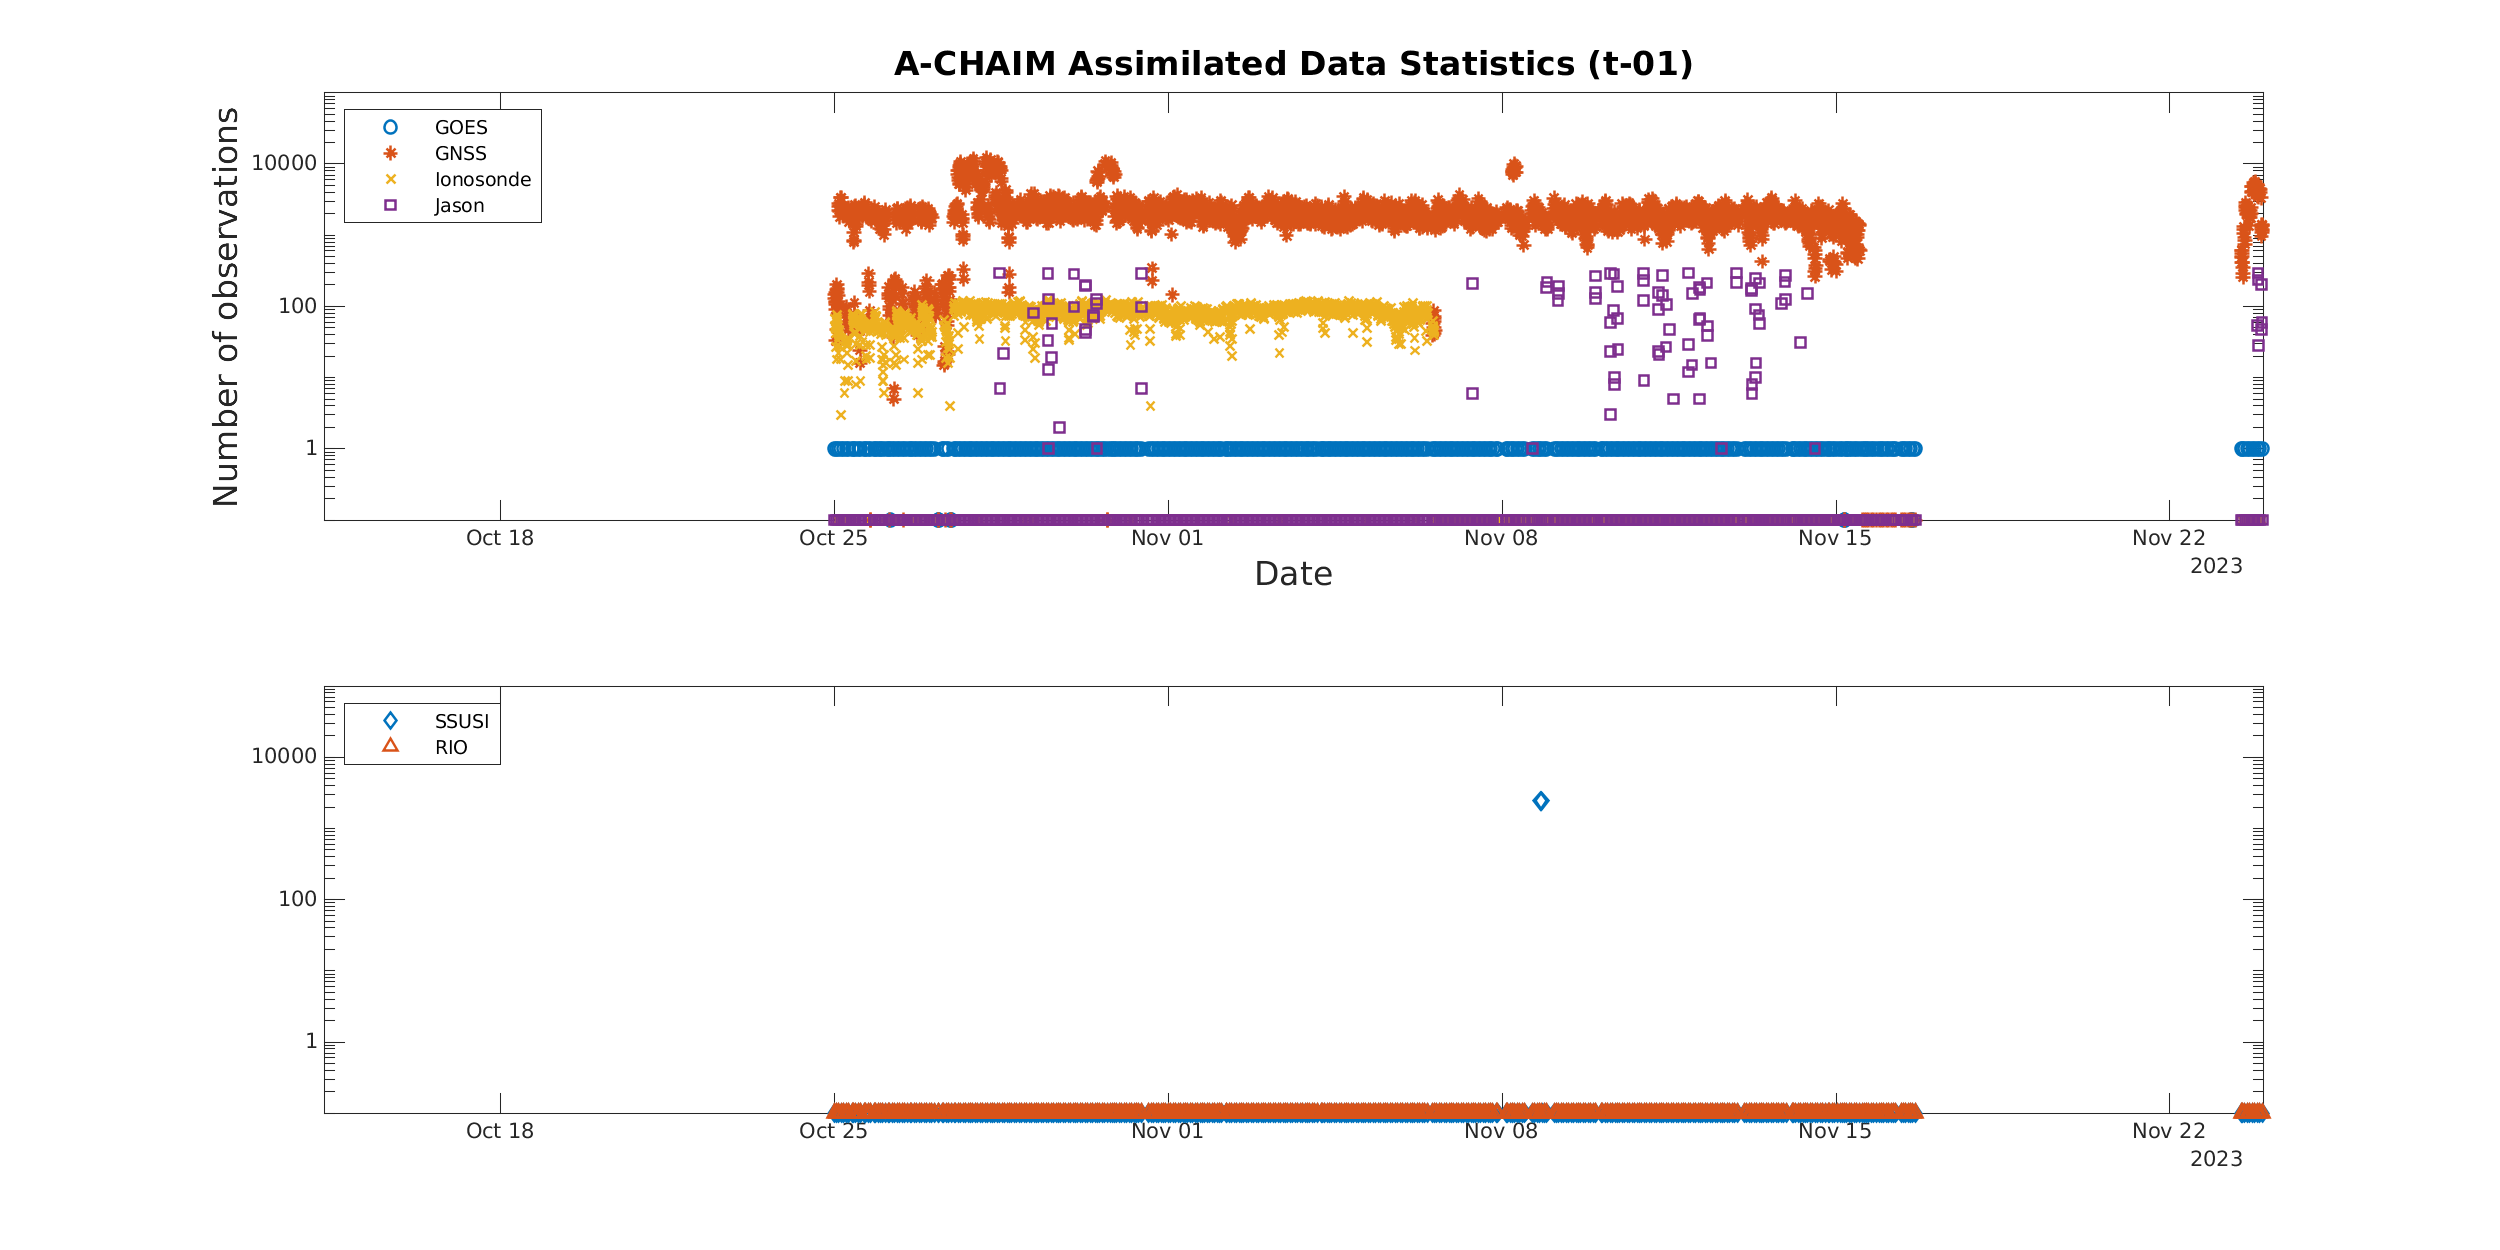 A-CHAIM Assimilated Data Statistics (t-01)
Number of observations
10000
100
1
GOES
GNSS
Ionosonde
Jason
Oct 18
Oct 25
Nov 01
Nov 08
Nov 15
Nov 22
2023
Date
10000
100
1
SSUSI
RIO
Oct 18
Oct 25
Nov 01
Nov 08
Nov 15
Nov 22
2023